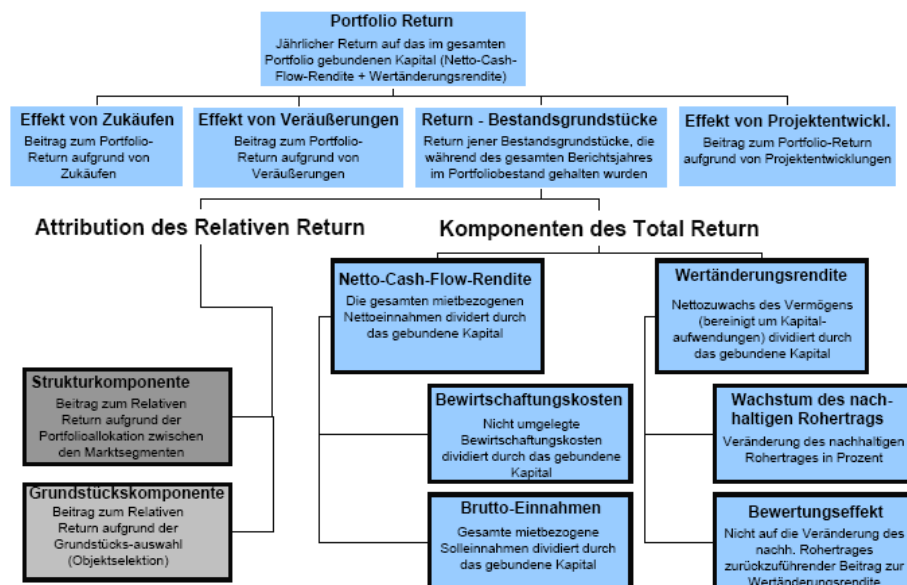 Portfolio Return
Jährlicher Return auf das im gesamten
Portfolio gebundenen Kapital (Netto-Cash-
Flow-Rendite + Wertänderungsrendite)
Effekt von Zukäufen
Beitrag zum Portfolio-
Return aufgrund von
Zukäufen
Effekt von Veräußerungen
Beitrag zum Portfolio-
Return aufgrund von
Veräußerungen
Return - Bestandsgrundstücke
Return jener Bestandsgrundstücke, die
während des gesamten Berichtsjahres
im Portfoliobestand gehalten wurden
Effekt von Projektentwickl.
Beitrag zum Portfolio-Return
aufgrund von Projektentwicklungen
Attribution des Relativen Return
Komponenten des Total Return
Netto-Cash-Flow-Rendite
Die gesamten mietbezogenen
Nettoeinnahmen dividert durch
das gebundene Kapital
Wertänderungsrendite
Nettozuwachs des Vermögens
(bereinigt um Kapital-
aufwendungen) dividiert durch
das gebundene Kapital
Strukturkomponente
Beitrag zum Relativen
Return aufgrund der
Portfolioallokation zwischen
den Marktsegmenten
Bewirtschaftungskosten
Nicht umgelegte
Bewirtschaftungskosten
dividiert durch das gebundene
Kapital
Wachstum des nach-
haltigen Rohertrags
Veränderung des nachhaltigen
Rohertrages in Prozent
Grundstückskomponente
Beitrag zum Relativen
Return aufgrund der
Grundstücks-auswahl
(Objektselektion)
Brutto-Einnahmen
Gesamte mietbezogene
Solleinnahmen dividiert durch
das gebundene Kapital
Bewertungseffekt
Nicht auf die Veränderung des
nachh. Rohertrages
zurückzuführender Beitrag zur
Wertänderungsrendite